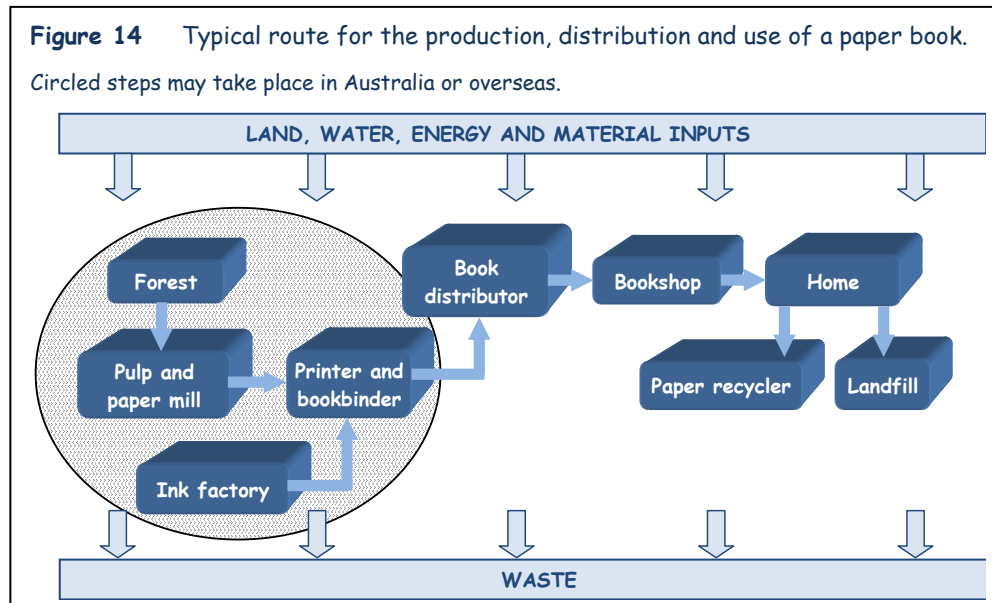 Figure 14 Typical route for the production, distribution and use of a paper book.
Circled steps may take place in Australia or overseas.
LAND, WATER, ENERGY AND MATERIAL INPUTS
Forest
Pulp and
paper mill
Ink factory
Printer and
bookbinder
Book
distributor
Bookshop
Home
Paper recycler
Landfill
WASTE